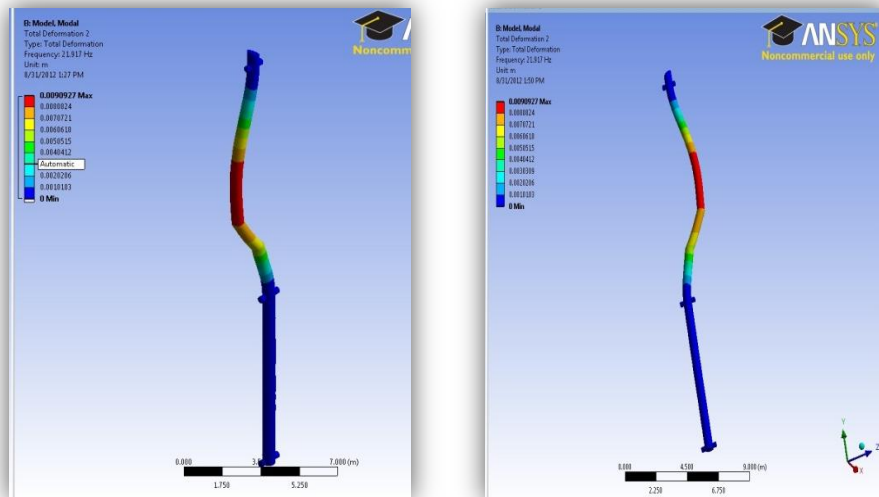 B: Model, Modal
Total Deformation 2
Type: Total Deformation
Frequency: 21.917 Hz
Unit: m
8/31/2012 1:27 PM
0.0090927 Max
0.0080824
0.0070721
0.0060618
0.0050515
0.0040412
Automatic
0.0020206
0.0010103
0 Min
A
Noncomm
0.000
7.000 (m)
1.750
5.250
B: Model, Modal
Total Deformation 2
Type: Total Deformation
Frequency: 21.917 Hz
Unit: m
8/31/2012 1:50 PM
0.0090927 Max
0.0080824
0.0070721
0.0060618
0.0050515
0.0040412
0.0030309
0.0020206
0.0010103
0 Min
ANSYS
Noncommercial use only
0.000
4.500
9.000 (m)
2.250
6.750
Y
Z
X